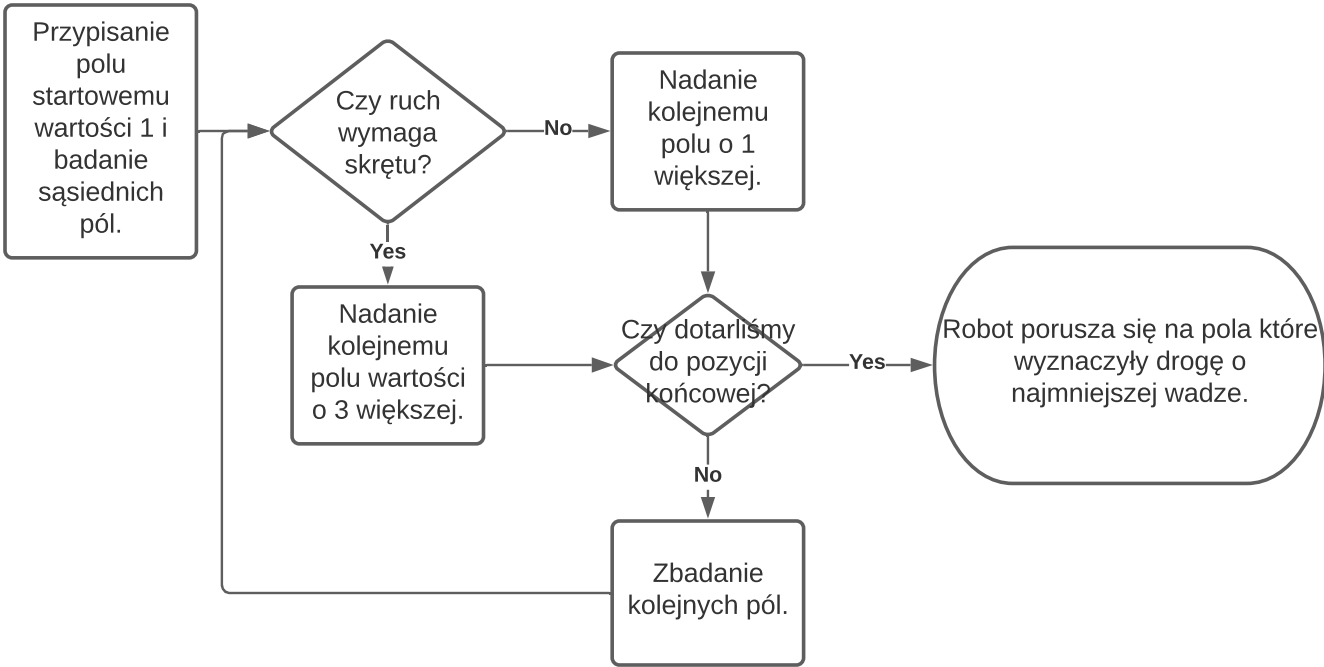 Przypisanie
polu
startowemu
wartości 1 i
badanie
sąsiednich
pól.
Czy ruch
wymaga
skrętu?
No
Nadanie
kolejnemu
polu o 1
większej.
Yes
Nadanie
kolejnemu
polu wartości
o 3 większej.
Czy dotarliśmy
do pozycji
końcowej?
Yes
Robot porusza się na pola które
wyznaczyły drogę o
najmniejszej wadze.
No
Zbadanie
kolejnych pól.